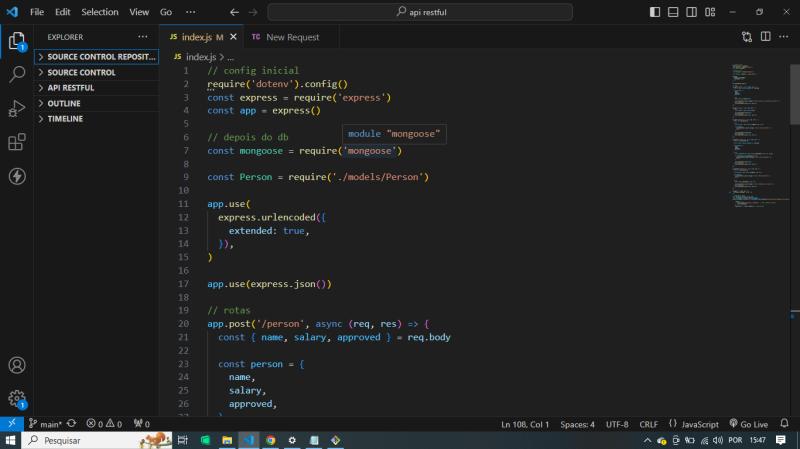 File Edit Selection View Go ··· api restful
EXPLORER ···
SOURCE CONTROL REPOSIT...
SOURCE CONTROL
API RESTFUL
OUTLINE
TIMELINE
JS index.js M TC New Request
JS index.js > ...
1 // config inicial
2 require('dotenv').config()
3 const express = require('express')
4 const app = express()
5
module "mongoose"
6 // depois do db
7 const mongoose = require('mongoose')
8
9 const Person = require('./models/Person')
10
11 app.use(
12 express.urlencoded({
13 extended: true,
14 }),
15 )
16
17 app.use(express.json())
18
19 // rotas
20 app.post('/person', async (req, res) => {
21 const { name, salary, approved } = req.body
22
23 const person = {
24 name,
25 salary,
26 approved,
1
1
main* 0 0 0 Ln 108, Col 1 Spaces: 4 UTF-8 CRLF {} JavaScript Go Live
Pesquisar POR 15:47